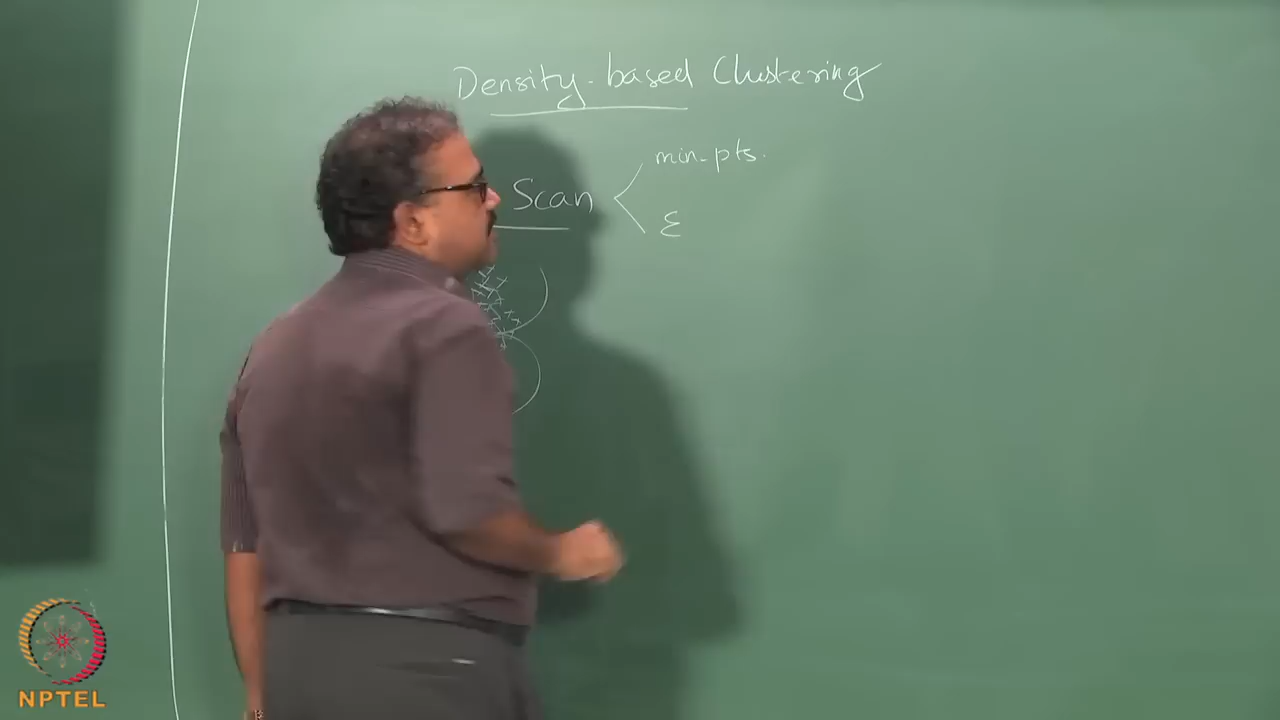 Density-based Clustering
min-pts.
Scan
ε
NPTEL